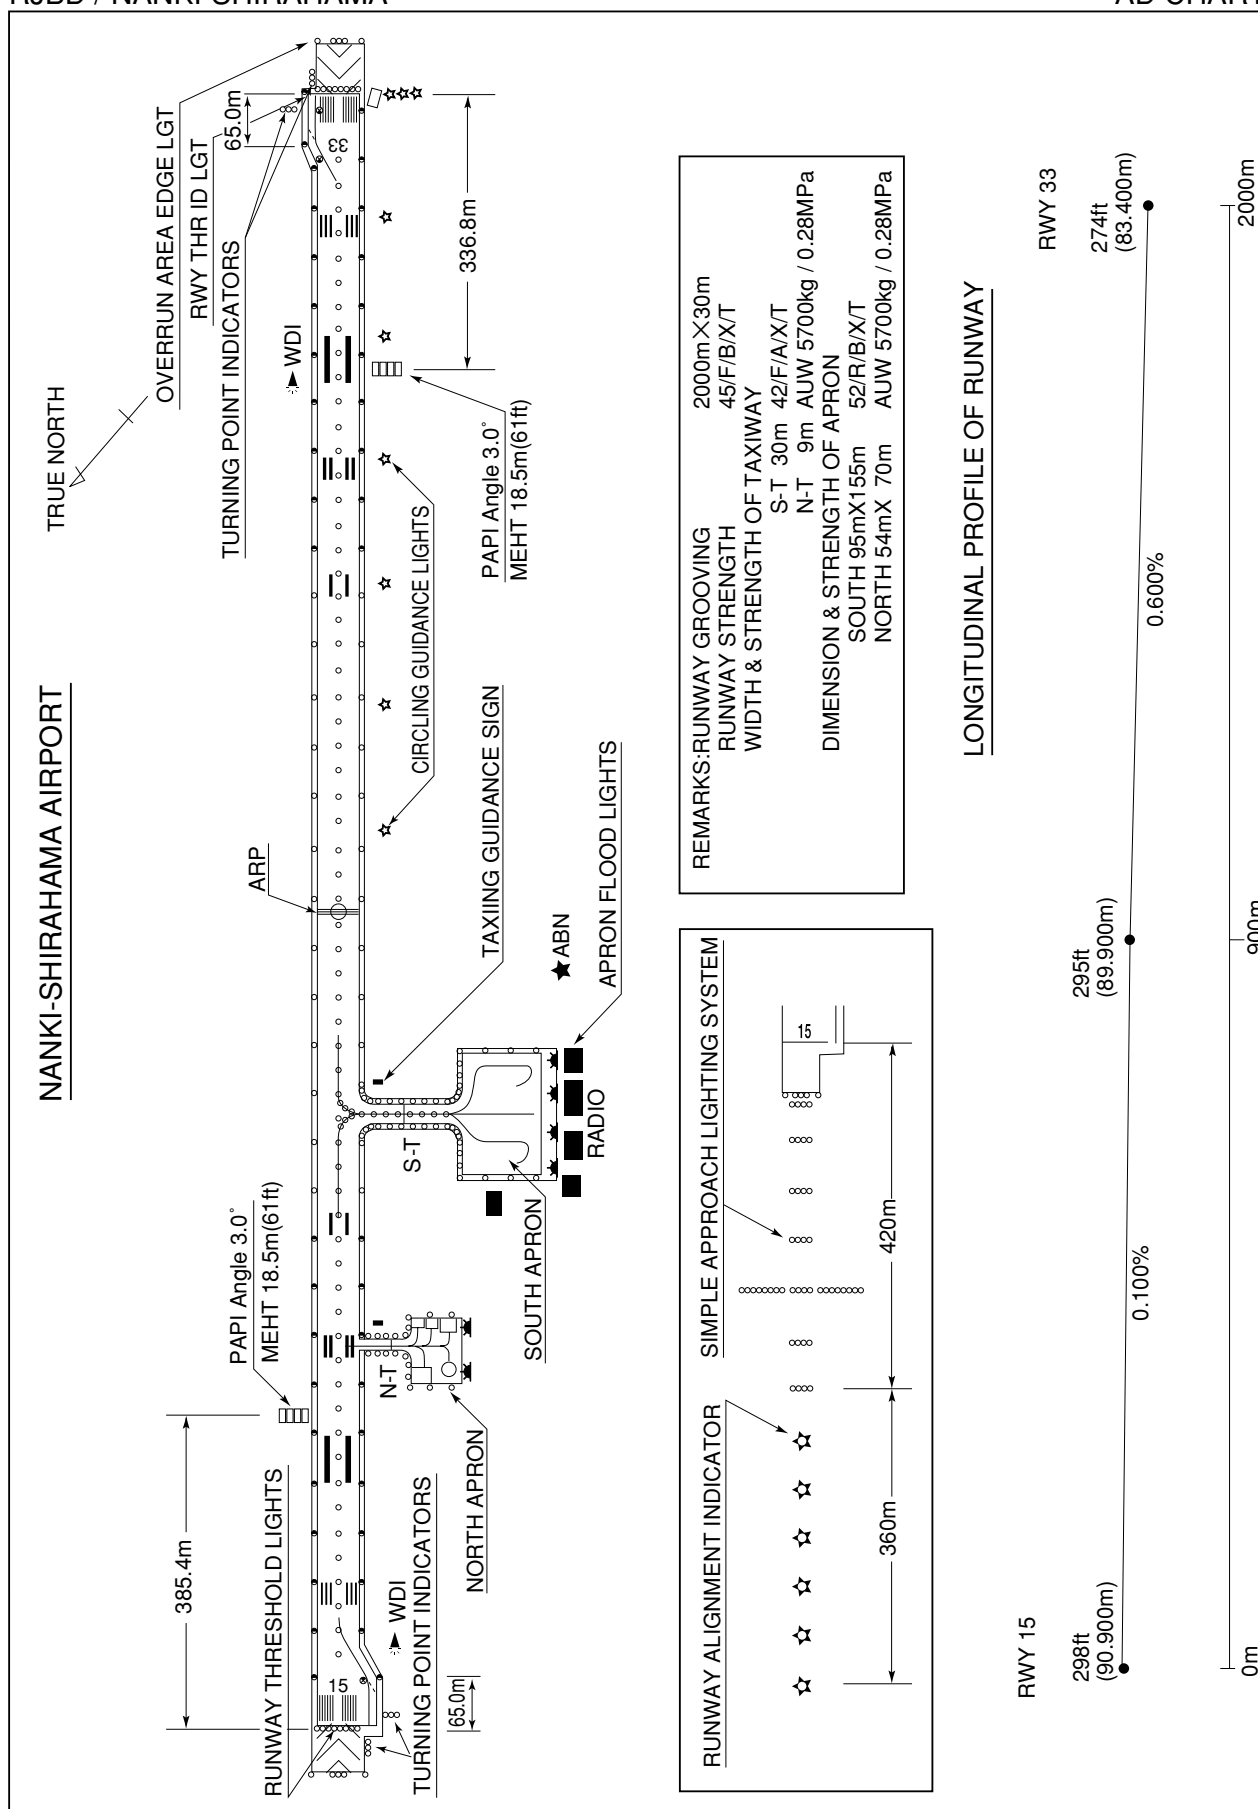 RJBD / NANKI-SHIRAHAMA
NANKI-SHIRAHAMA AIRPORT
TRUE NORTH
OVERRUN AREA EDGE LGT
RWY THR ID LGT
TURNING POINT INDICATORS
65.0m
33
WDI
336.8m
PAPI Angle 3.0°
MEHT 18.5m(61ft)
CIRCLING GUIDANCE LIGHTS
ARP
TAXIING GUIDANCE SIGN
ABN
APRON FLOOD LIGHTS
RADIO
S-T
SOUTH APRON
PAPI Angle 3.0°
MEHT 18.5m(61ft)
N-T
NORTH APRON
385.4m
RUNWAY THRESHOLD LIGHTS
15
WDI
TURNING POINT INDICATORS
65.0m
REMARKS:RUNWAY GROOVING 2000m×30m
RUNWAY STRENGTH 45/F/B/X/T
WIDTH & STRENGTH OF TAXIWAY
S-T 30m 42/F/A/X/T
N-T 9m AUW 5700kg / 0.28MPa
DIMENSION & STRENGTH OF APRON
SOUTH 95mX155m 52/R/B/X/T
NORTH 54mX 70m AUW 5700kg / 0.28MPa
SIMPLE APPROACH LIGHTING SYSTEM
RUNWAY ALIGNMENT INDICATOR
15
420m
360m
LONGITUDINAL PROFILE OF RUNWAY
RWY 15
298ft
(90.900m)
0.100%
295ft
(89.900m)
0.600%
RWY 33
274ft
(83.400m)
0m
900m
2000m